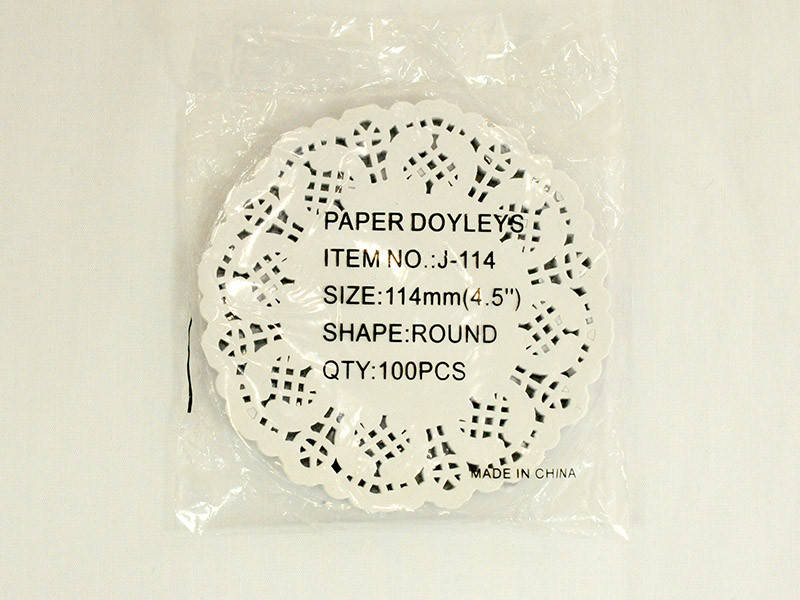 PAPER DOYLEYS
ITEM NO.:J-114
SIZE:114mm(4.5")
SHAPE:ROUND
QTY:100PCS
MADE IN CHINA